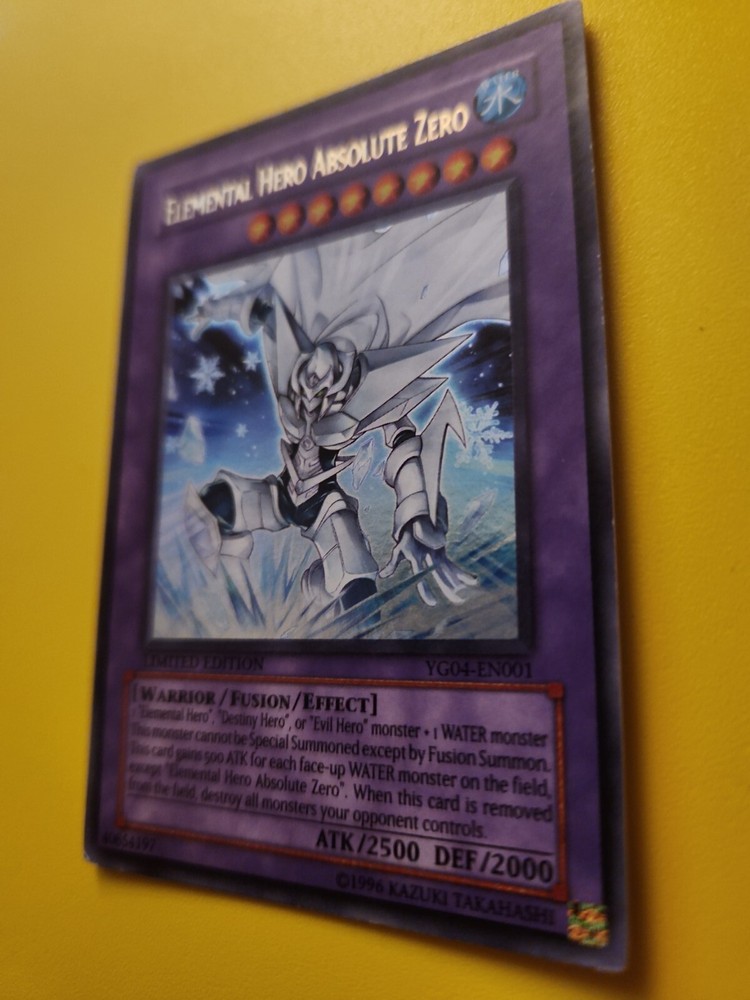 ELEMENTAL HERO ABSOLUTE ZERO
水
LIMITED EDITION
YG04-EN001
[WARRIOR/FUSION/EFFECT]
1 "Elemental Hero", "Destiny Hero", or "Evil Hero" monster + 1 WATER monster
This monster cannot be Special Summoned except by Fusion Summon.
This card gains 500 ATK for each face-up WATER monster on the field,
except "Elemental Hero Absolute Zero". When this card is removed
from the field, destroy all monsters your opponent controls.
ATK/2500 DEF/2000
©1996 KAZUKI TAKAHASHI